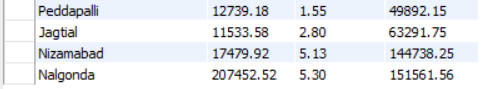 Peddapalli 12739.18 1.55 49892.15
Jagtial 11533.58 2.80 63291.75
Nizamabad 17479.92 5.13 144738.25
Nalgonda 207452.52 5.30 151561.56